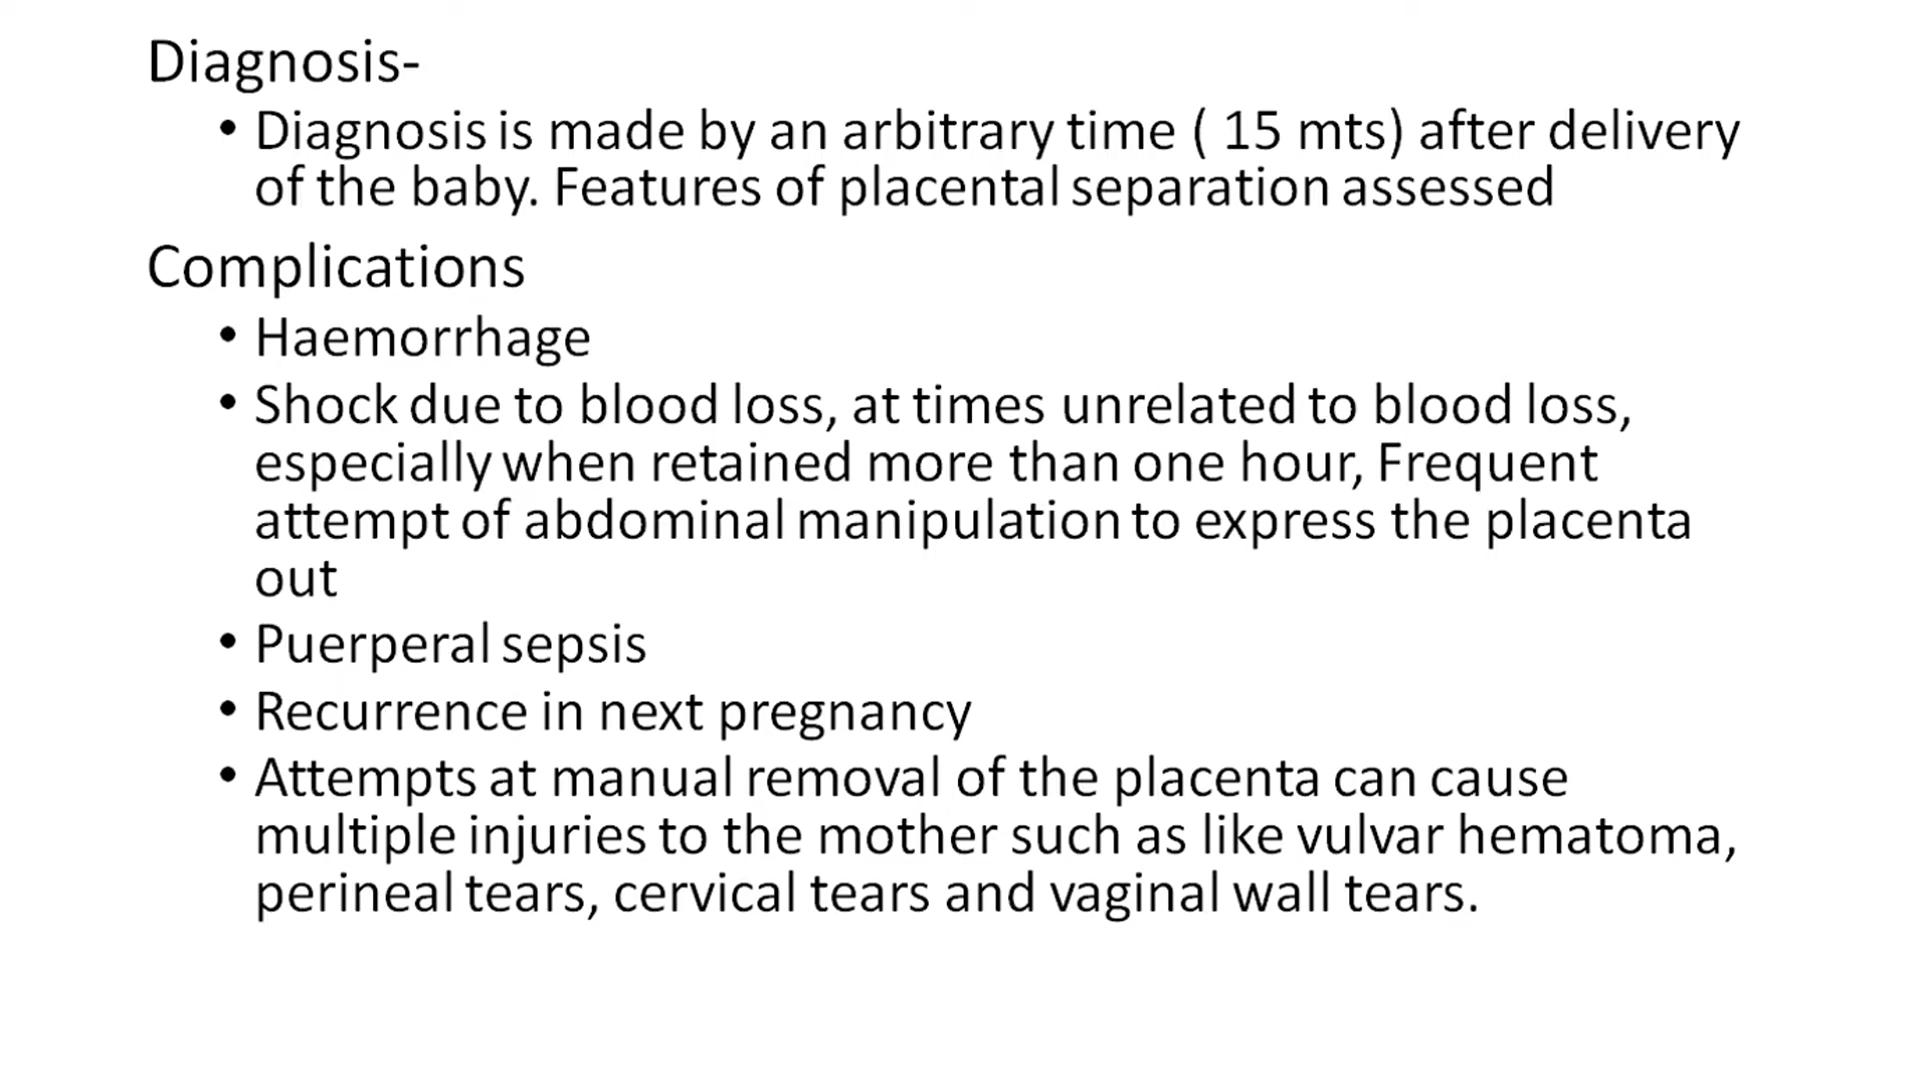 Diagnosis-
• Diagnosis is made by an arbitrary time ( 15 mts) after delivery
of the baby. Features of placental separation assessed
Complications
• Haemorrhage
• Shock due to blood loss, at times unrelated to blood loss,
especially when retained more than one hour, Frequent
attempt of abdominal manipulation to express the placenta
out
• Puerperal sepsis
• Recurrence in next pregnancy
• Attempts at manual removal of the placenta can cause
multiple injuries to the mother such as like vulvar hematoma,
perineal tears, cervical tears and vaginal wall tears.